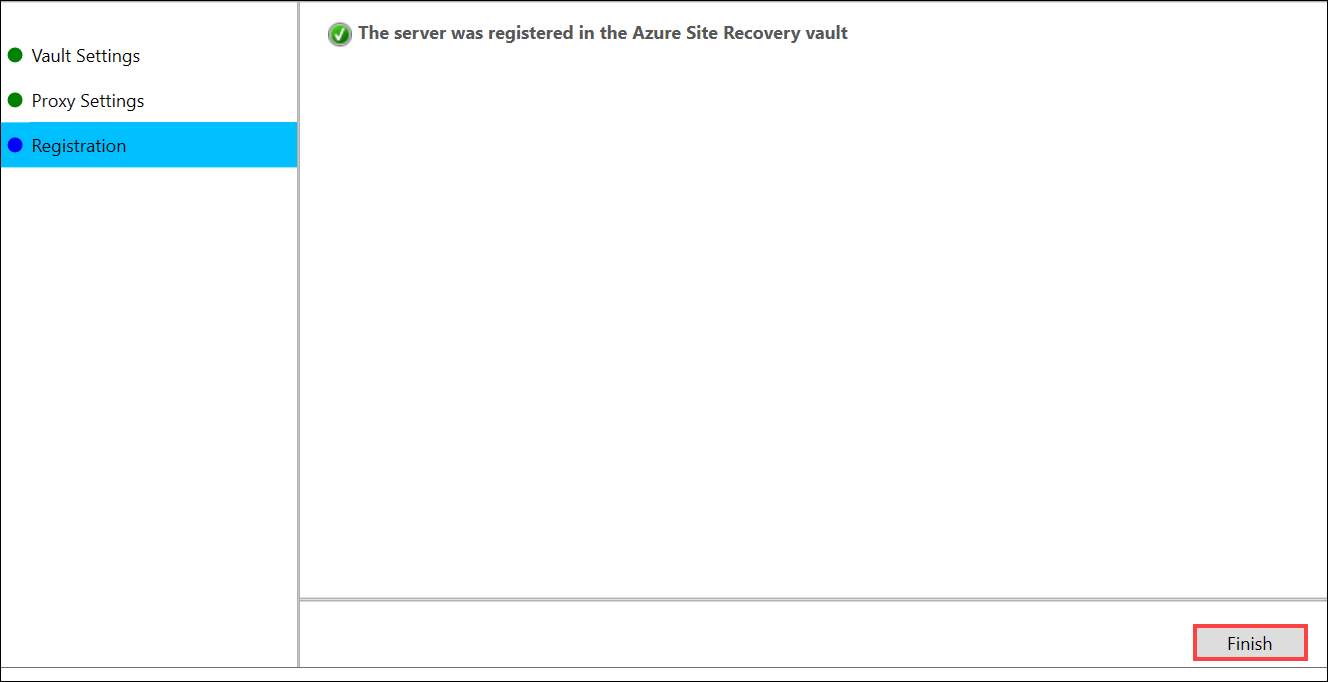 Vault Settings
Proxy Settings
Registration
The server was registered in the Azure Site Recovery vault
Finish